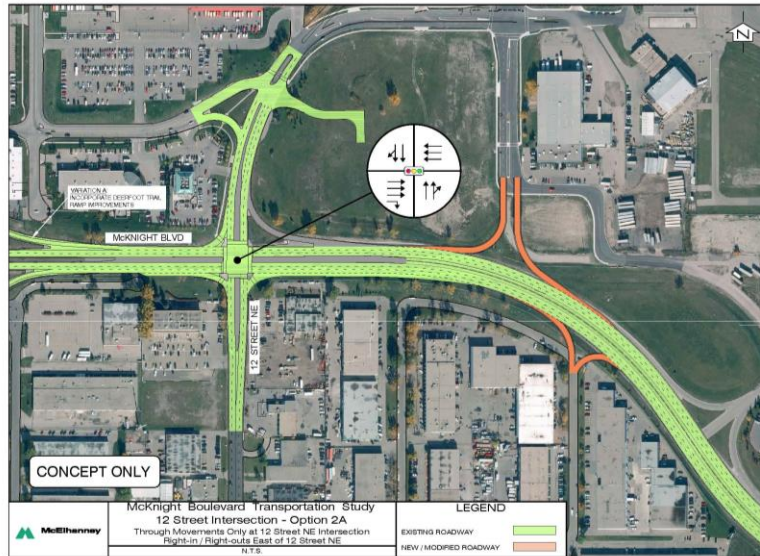 Z
VARIATION A:
INCORPORATE DEERFOOT TRAIL
RAMP IMPROVEMENTS
McKNIGHT BLVD
12 STREET NE
CONCEPT ONLY
McElhanney
McKnight Boulevard Transportation Study
12 Street Intersection - Option 2A
Through Movements Only at 12 Street NE Intersection
Right-in / Right-outs East of 12 Street NE
N.T.S.
LEGEND
EXISTING ROADWAY
NEW / MODIFIED ROADWAY